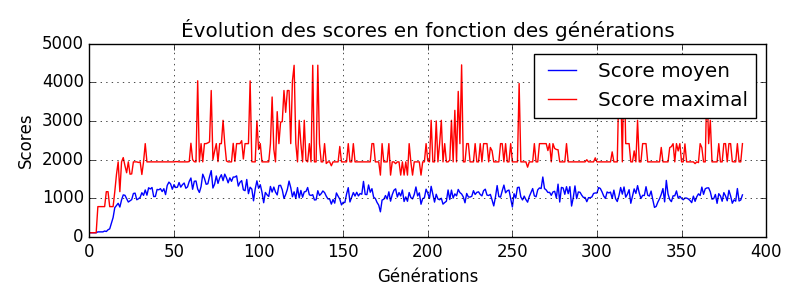 Évolution des scores en fonction des générations
5000
4000
3000
2000
1000
0
Scores
Score moyen
Score maximal
0 50 100 150 200 250 300 350 400
Générations